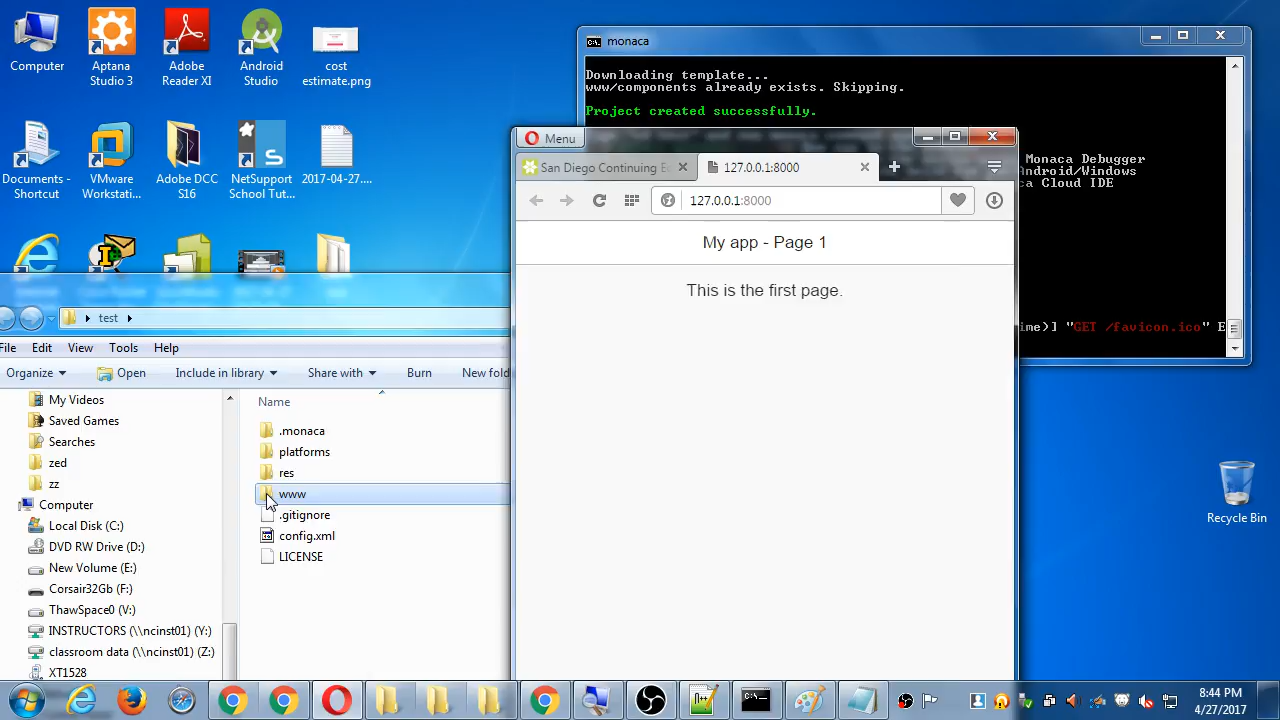 Computer
Aptana
Studio 3
Adobe
Reader XI
Android
Studio
cost
estimate.png
Documents -
Shortcut
VMware
Workstati...
Adobe DCC
S16
NetSupport
School Tut...
2017-04-27....
monaca
Downloading template...
www/components already exists. Skipping.
Project created successfully.
Monaca Debugger
ndroid/Windows
a Cloud IDE
ime)] "GET /favicon.ico" E
Menu
San Diego Continuing E
127.0.0.1:8000
127.0.0.1:8000
My app - Page 1
This is the first page.
test
File
Edit
View
Tools
Help
Organize
Open
Include in library
Share with
Burn
New fold
My Videos
Saved Games
Searches
zed
zz
Computer
Local Disk (C:)
DVD RW Drive (D:)
New Volume (E:)
Corsair32Gb (F:)
ThawSpace0 (V:)
INSTRUCTORS (\\ncinst01) (Y:)
classroom data (\\ncinst01) (Z:)
XT1528
Name
.monaca
platforms
res
www
.gitignore
config.xml
LICENSE
Recycle Bin
8:44 PM
4/27/2017